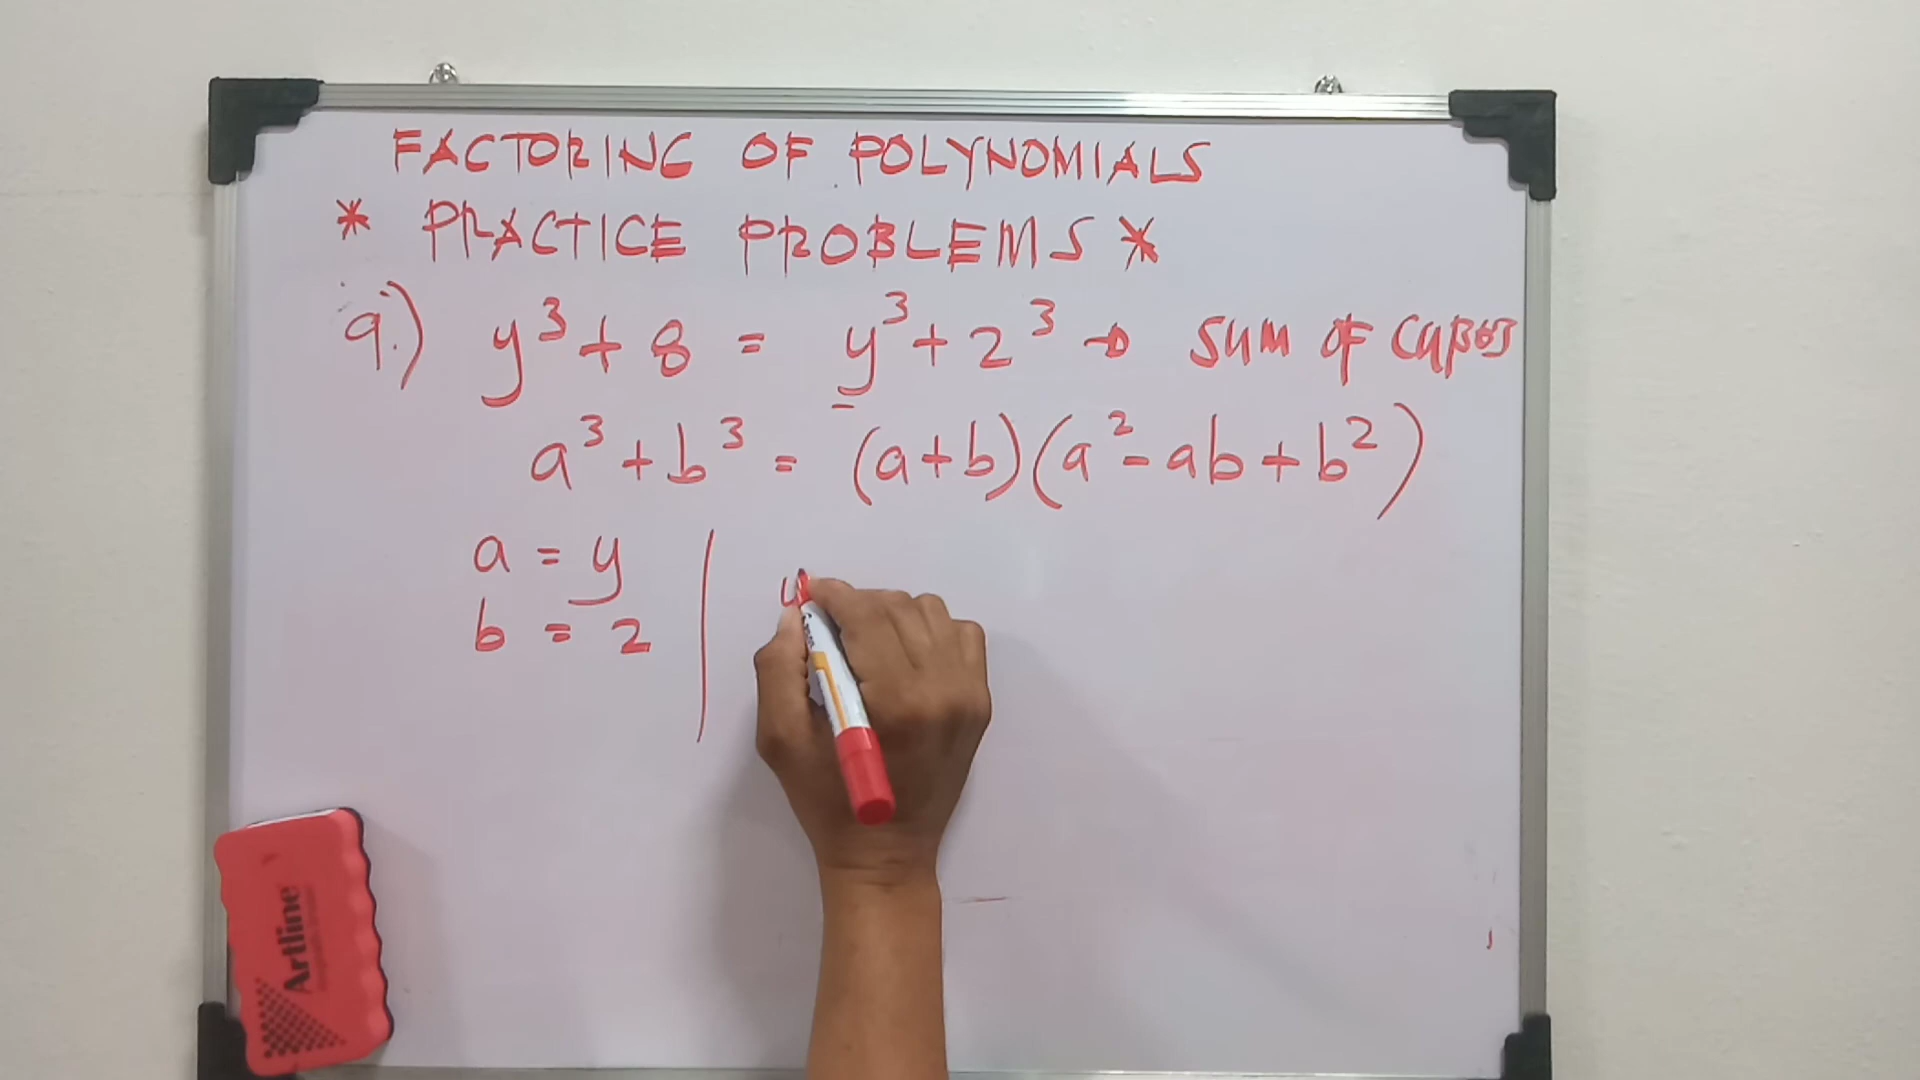 FACTORING OF POLYNOMIALS
* PRACTICE PROBLEMS *
9.) y³ + 8 = y³ + 2³ → SUM OF CUBES
a³ + b³ = (a + b)(a² - ab + b²)
a = y
b = 2
y
Artline